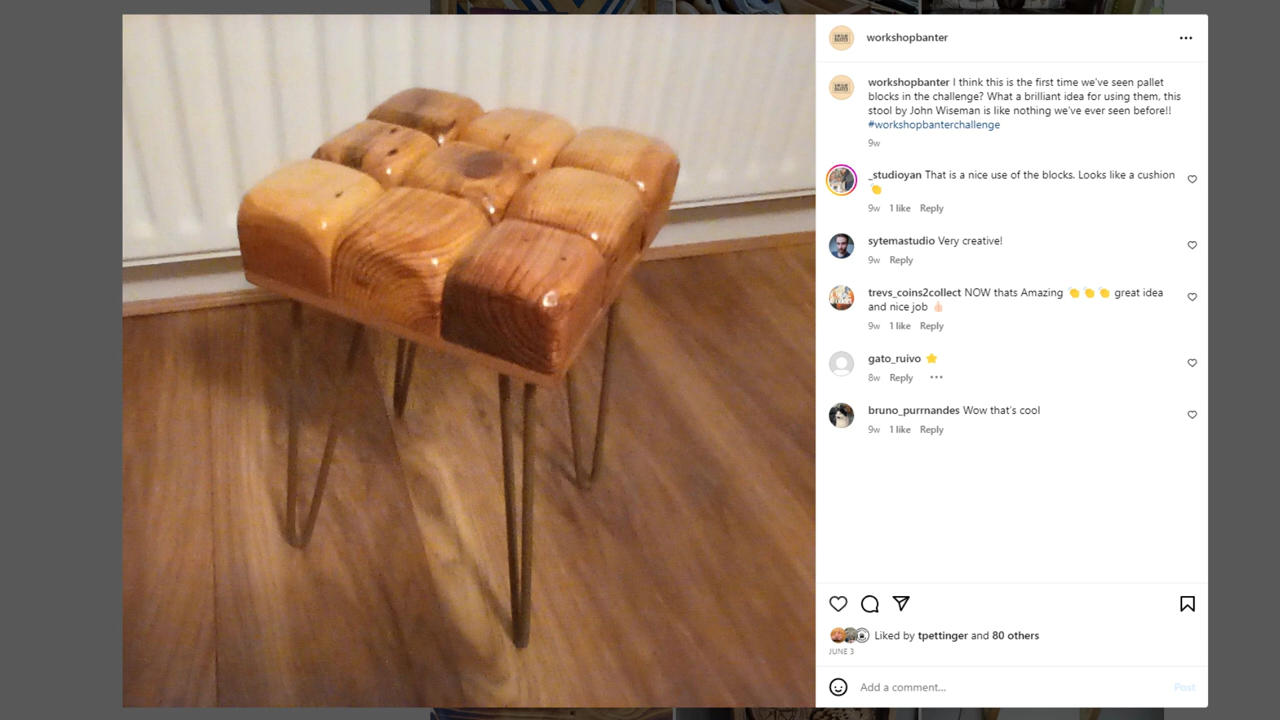 workshopbanter
workshopbanter I think this is the first time we've seen pallet
blocks in the challenge? What a brilliant idea for using them, this
stool by John Wiseman is like nothing we've ever seen before!!
#workshopbanterchallenge
9w
_studioyan That is a nice use of the blocks. Looks like a cushion
👏
9w 1 like Reply
sytemastudio Very creative!
9w Reply
trevs_coins2collect NOW thats Amazing 👏👏👏 great idea
and nice job 👍🏻
9w 1 like Reply
gato_ruivo ⭐
8w Reply
bruno_purrnandes Wow that's cool
9w 1 like Reply
Liked by tpettinger and 80 others
JUNE 3
Add a comment...
Post